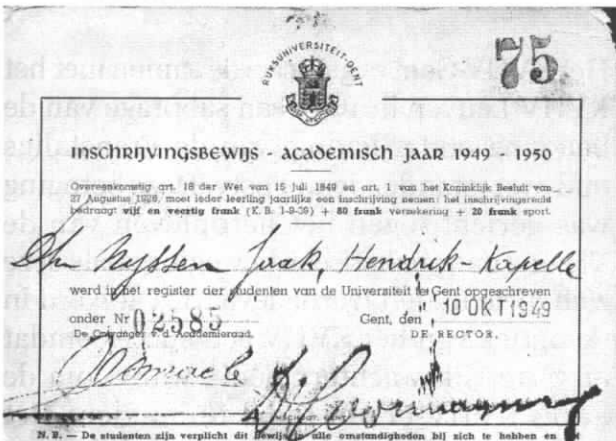 RIJKSUNIVERSITEIT-GENT
75
INSCHRIJVINGSBEWIJS - ACADEMISCH JAAR 1949 - 1950
Overeenkomstig art. 18 der Wet van 15 Juli 1849 en art. 1 van het Koninklijk Besluit van
27 Augustus 1926, moet ieder leerling jaarlijks een inschrijving nemen; het inschrijvingsrecht
bedraagt vijf en veertig frank (K.B. 1-9-39) + 80 frank verzekering + 20 frank sport.
Dhr Nyssen Jaak, Hendrik-Kapelle
werd in het register der studenten van de Universiteit te Gent opgeschreven
onder Nr 02585 Gent, den 10 OKT 1949
De Ontvanger v. d. Academieraad, DE RECTOR,
N. B. — De studenten zijn verplicht dit bewijs in alle omstandigheden bij zich te hebben en